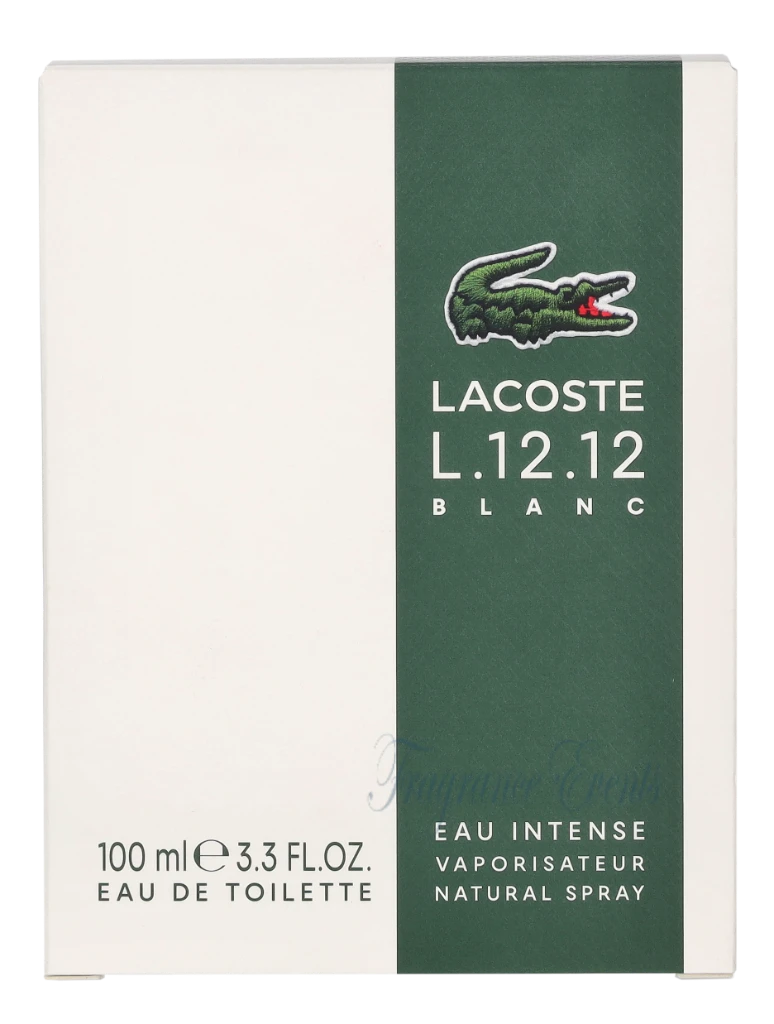 LACOSTE
L.12.12
BLANC
Fragrance Events
EAU INTENSE
VAPORISATEUR
NATURAL SPRAY
100 ml ℮ 3.3 FL.OZ.
EAU DE TOILETTE